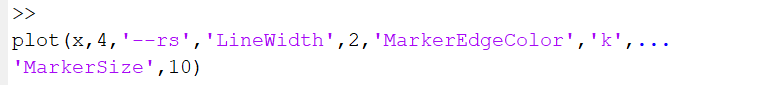 >>
plot(x,4,'--rs','LineWidth',2,'MarkerEdgeColor','k',...
'MarkerSize',10)